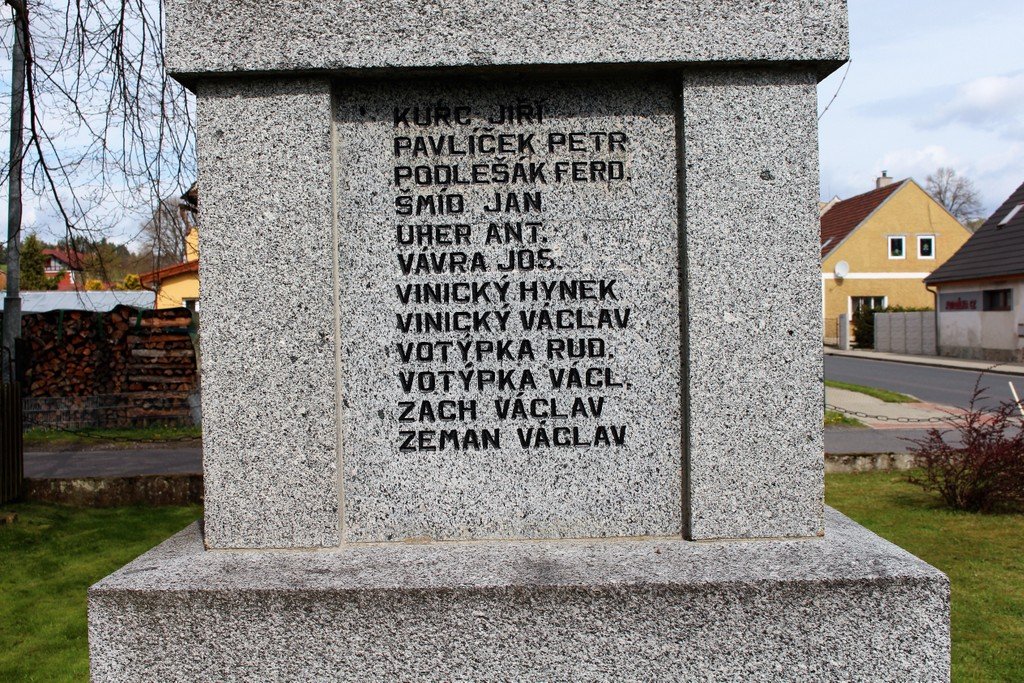 KURC JIŘÍ
PAVLÍČEK PETR
PODLEŠÁK FERD.
ŠMÍD JAN
UHER ANT.
VÁVRA JOS.
VINICKÝ HYNEK
VINICKÝ VÁCLAV
VOTÝPKA RUD.
VOTÝPKA VÁCL.
ZACH VÁCLAV
ZEMAN VÁCLAV